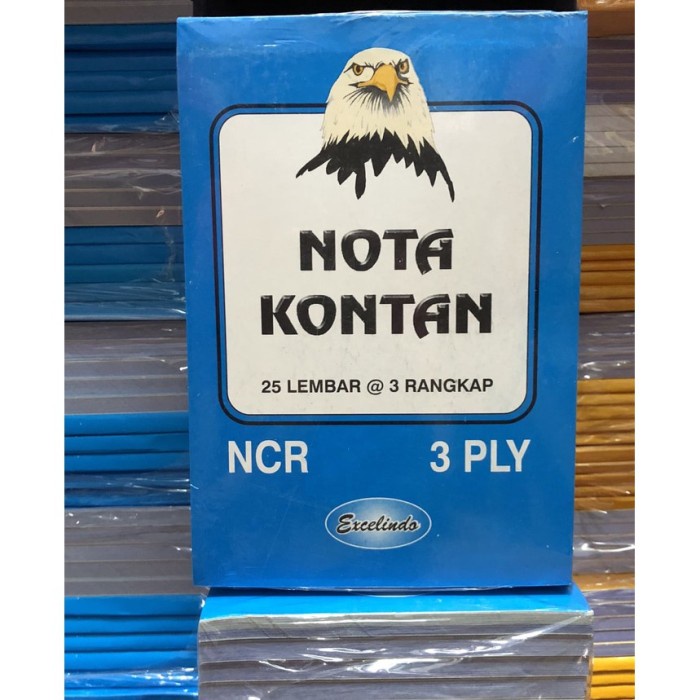 NOTA
KONTAN
25 LEMBAR @ 3 RANGKAP
NCR 3 PLY
Excelindo